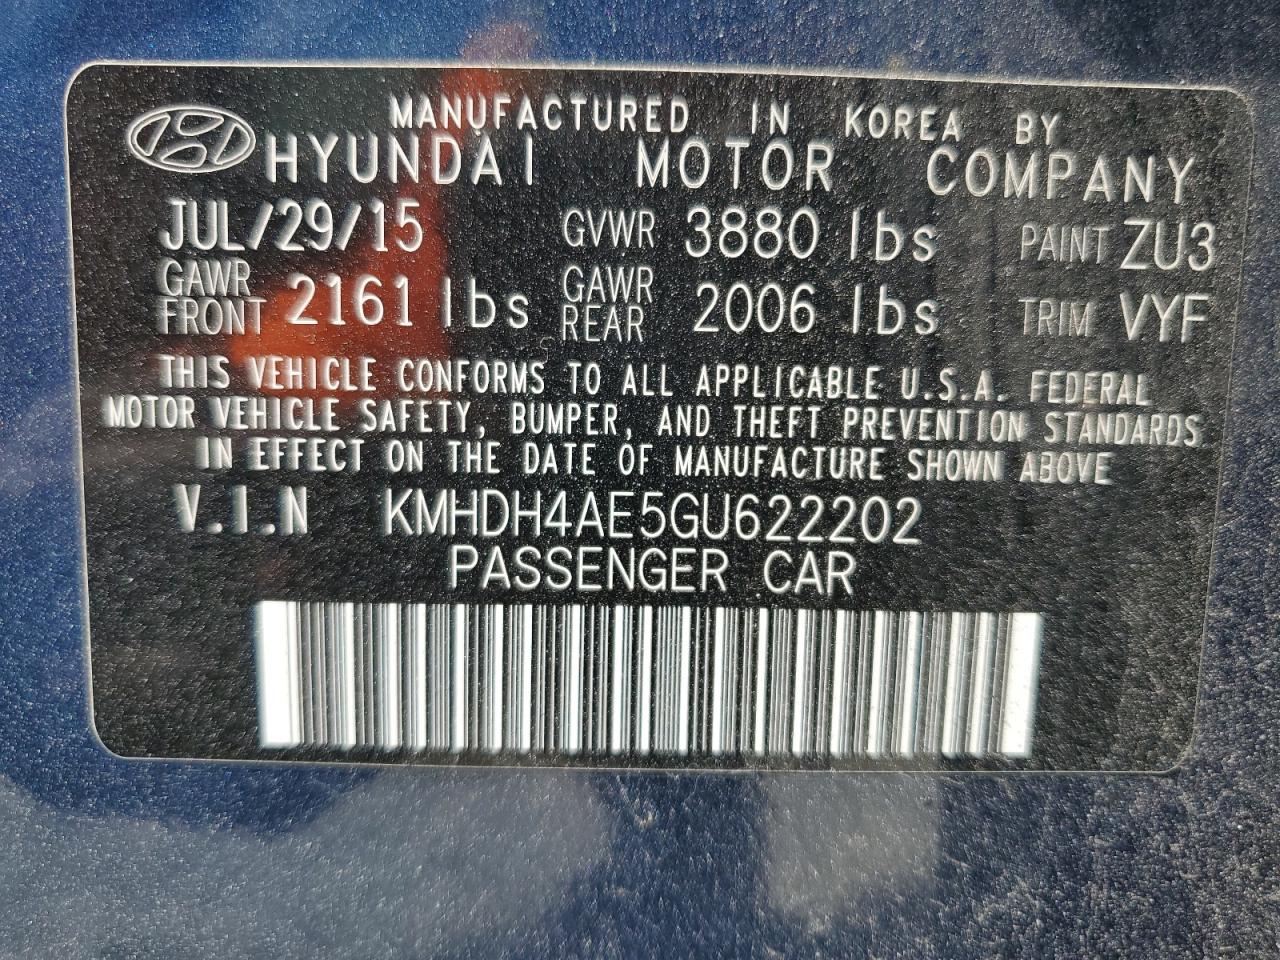 MANUFACTURED IN KOREA BY
HYUNDAI MOTOR COMPANY
JUL/29/15 GVWR 3880 lbs PAINT ZU3
GAWR FRONT 2161 lbs GAWR REAR 2006 lbs TRIM VYF
THIS VEHICLE CONFORMS TO ALL APPLICABLE U.S.A. FEDERAL
MOTOR VEHICLE SAFETY, BUMPER, AND THEFT PREVENTION STANDARDS
IN EFFECT ON THE DATE OF MANUFACTURE SHOWN ABOVE
V.I.N KMHDH4AE5GU622202
PASSENGER CAR